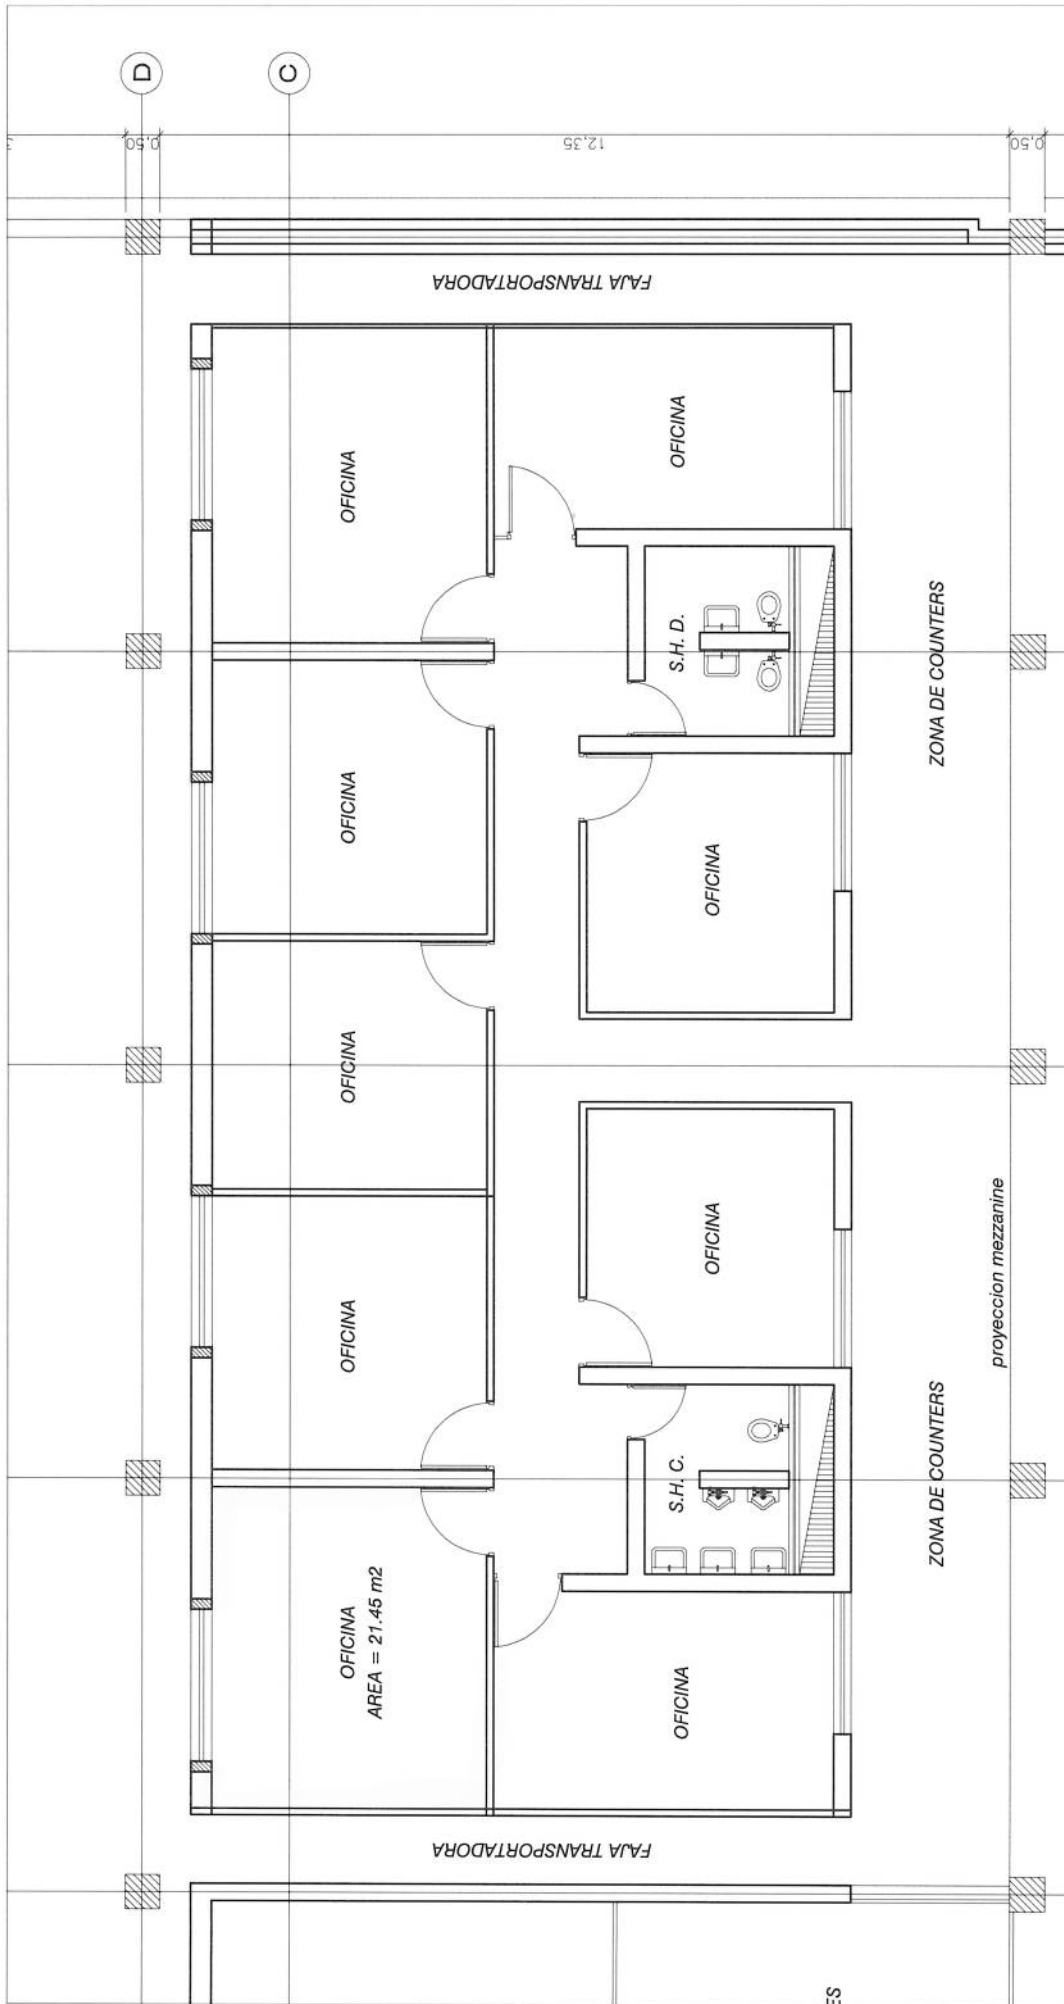 D
C
0,50
12,35
0,50
FAJA TRANSPORTADORA
OFICINA
OFICINA
S.H. D.
ZONA DE COUNTERS
OFICINA
OFICINA
OFICINA
OFICINA
OFICINA
proyeccion mezzanine
S.H. C.
ZONA DE COUNTERS
OFICINA
AREA = 21.45 m2
OFICINA
FAJA TRANSPORTADORA
ES